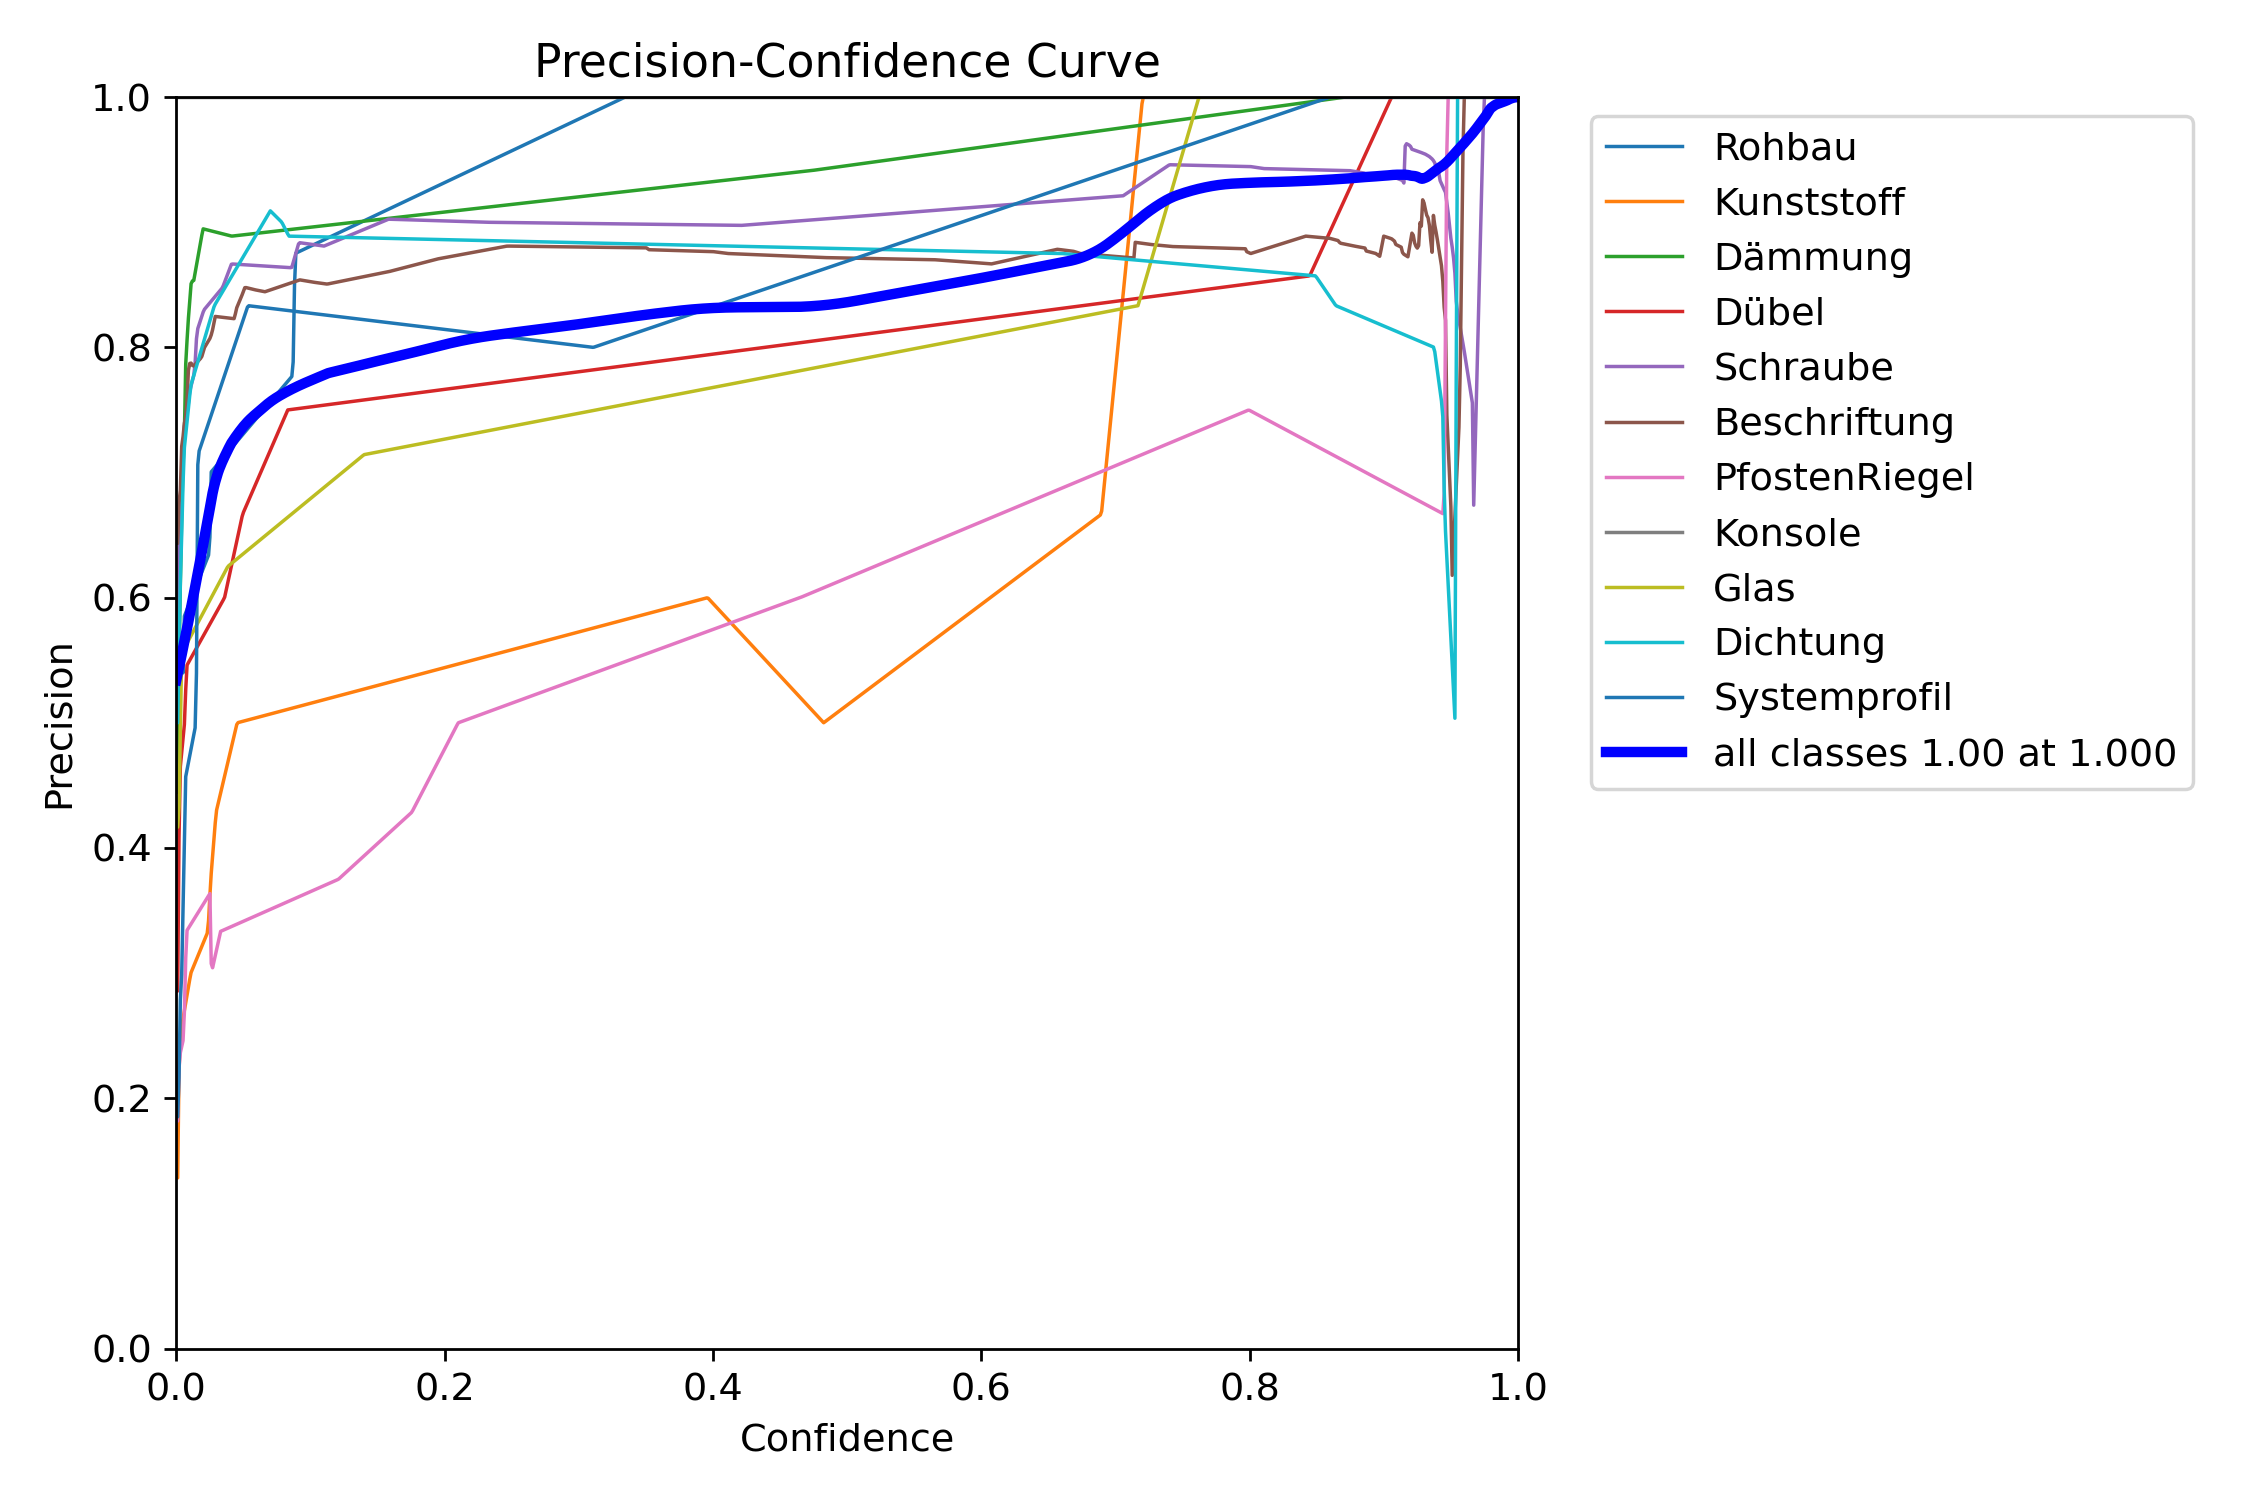 Precision-Confidence Curve
1.0
0.8
0.6
0.4
0.2
0.0
Precision
0.0 0.2 0.4 0.6 0.8 1.0
Confidence
Rohbau
Kunststoff
Dämmung
Dübel
Schraube
Beschriftung
PfostenRiegel
Konsole
Glas
Dichtung
Systemprofil
all classes 1.00 at 1.000